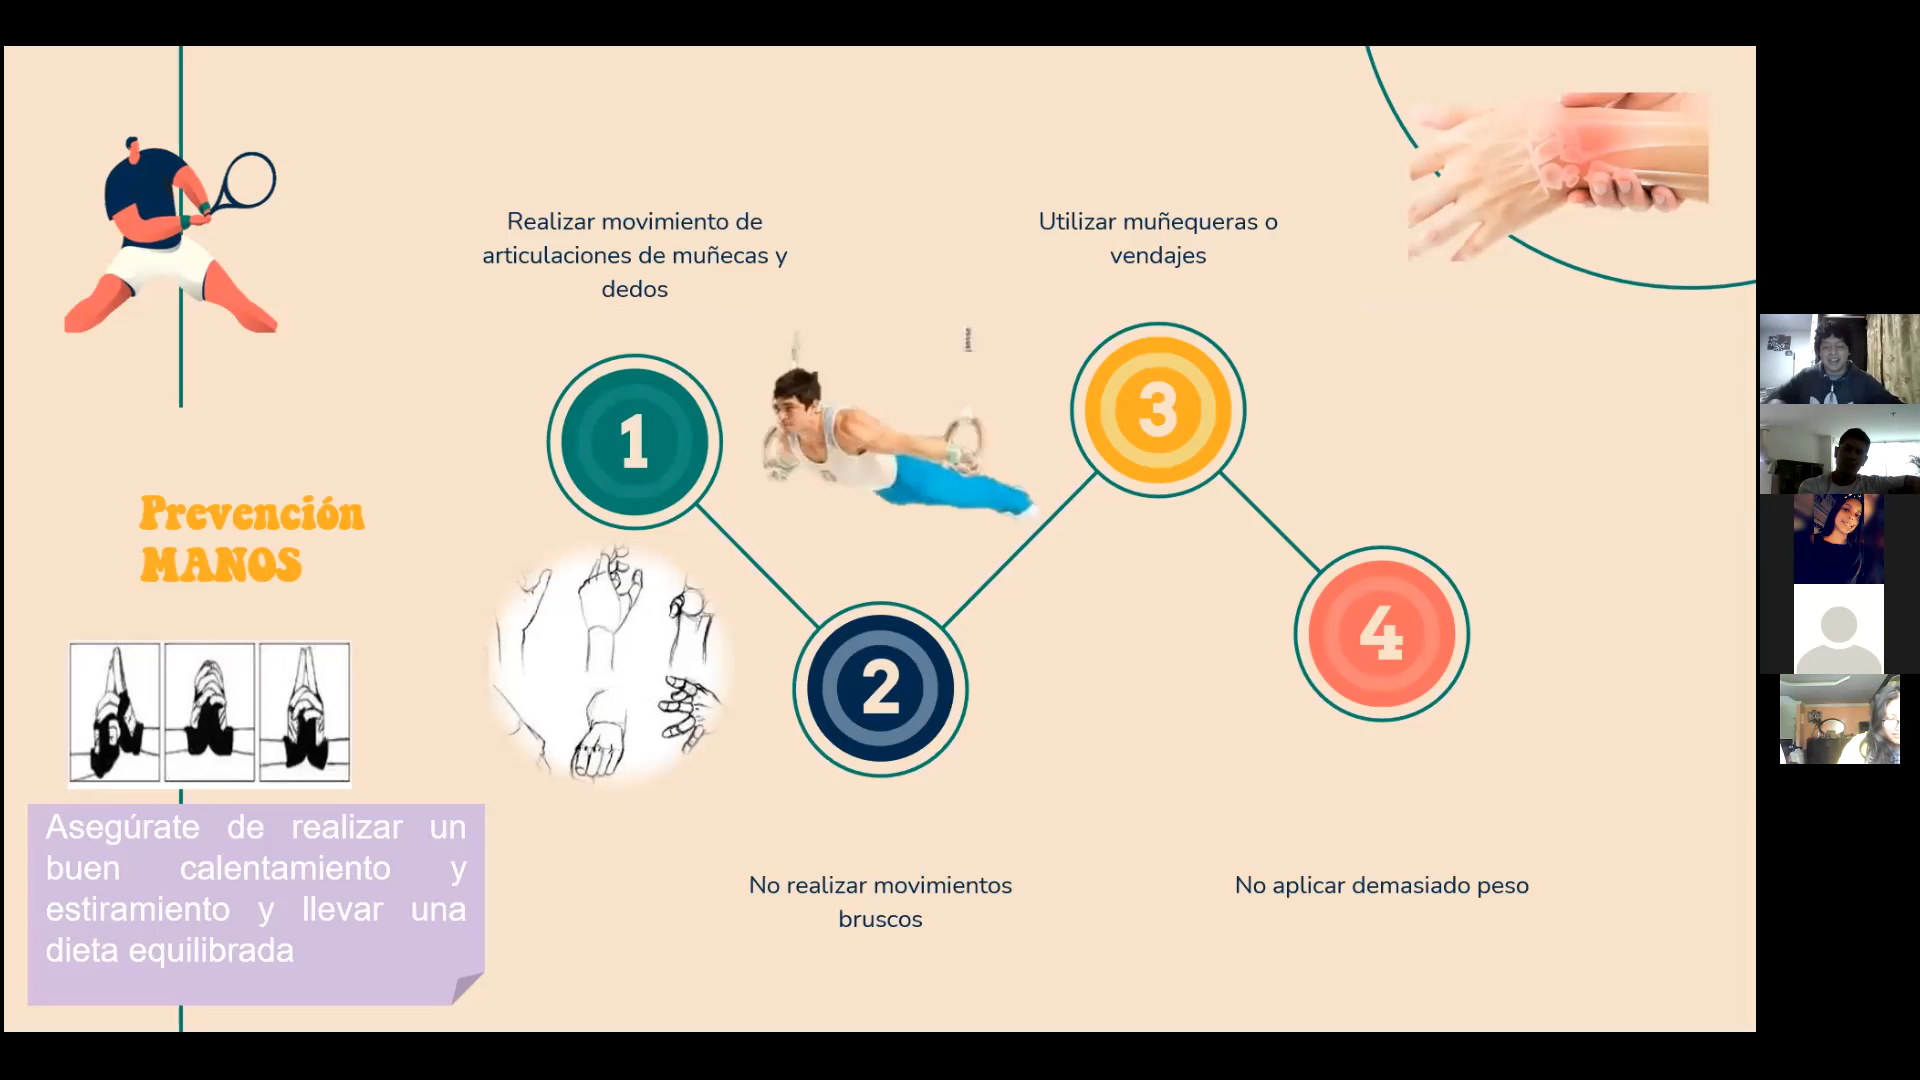 Prevención
MANOS
Asegúrate de realizar un
buen calentamiento y
estiramiento y llevar una
dieta equilibrada
Realizar movimiento de
articulaciones de muñecas y
dedos
1
2
No realizar movimientos
bruscos
Utilizar muñequeras o
vendajes
3
4
No aplicar demasiado peso